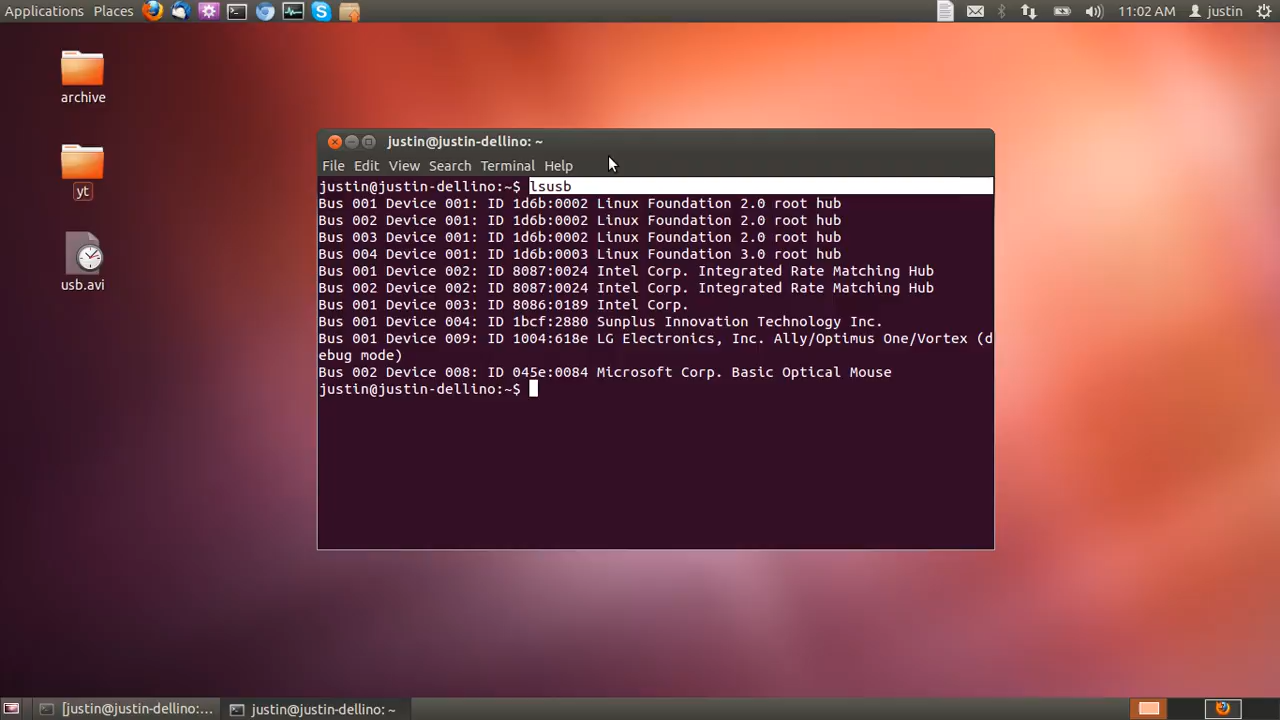 Applications Places 11:02 AM justin
archive
yt
usb.avi
justin@justin-dellino: ~
File Edit View Search Terminal Help
justin@justin-dellino:~$ lsusb
Bus 001 Device 001: ID 1d6b:0002 Linux Foundation 2.0 root hub
Bus 002 Device 001: ID 1d6b:0002 Linux Foundation 2.0 root hub
Bus 003 Device 001: ID 1d6b:0002 Linux Foundation 2.0 root hub
Bus 004 Device 001: ID 1d6b:0003 Linux Foundation 3.0 root hub
Bus 001 Device 002: ID 8087:0024 Intel Corp. Integrated Rate Matching Hub
Bus 002 Device 002: ID 8087:0024 Intel Corp. Integrated Rate Matching Hub
Bus 001 Device 003: ID 8086:0189 Intel Corp.
Bus 001 Device 004: ID 1bcf:2880 Sunplus Innovation Technology Inc.
Bus 001 Device 009: ID 1004:618e LG Electronics, Inc. Ally/Optimus One/Vortex (d
ebug mode)
Bus 002 Device 008: ID 045e:0084 Microsoft Corp. Basic Optical Mouse
justin@justin-dellino:~$
[justin@justin-dellino:... justin@justin-dellino: ~